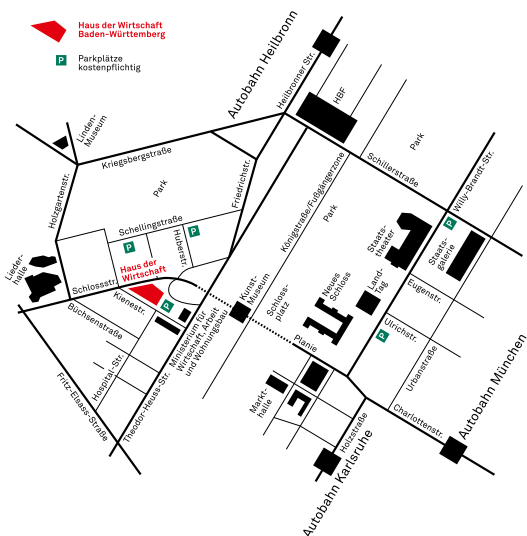 Haus der Wirtschaft
Baden-Württemberg
P
Parkplätze
kostenpflichtig
Autobahn Heilbronn
Heilbronner Str.
HBF
Linden-
Museum
Kriegsbergstraße
Park
Schillerstraße
Park
Willy-Brandt-Str.
Holzgartenstr.
Park
Friedrichstr.
Königstraße/Fußgängerzone
Schellingstraße
P
Huberstr.
P
P
Staats-
theater
Staats-
galerie
Lieder-
halle
Haus der
Wirtschaft
Schlossstr.
Kienestr.
P
Kunst-
Museum
Schloss-
platz
Neues
Schloss
Land-
tag
Eugenstr.
Büchsenstraße
Ministerium für
Wirtschaft, Arbeit
und Wohnungsbau
Planie
Ulrichstr.
P
Urbanstraße
Hospital-Str.
Fritz-Elsass-Straße
Theodor-Heuss-Str.
Markt-
halle
Holzstraße
Charlottenstr.
Autobahn München
Autobahn Karlsruhe